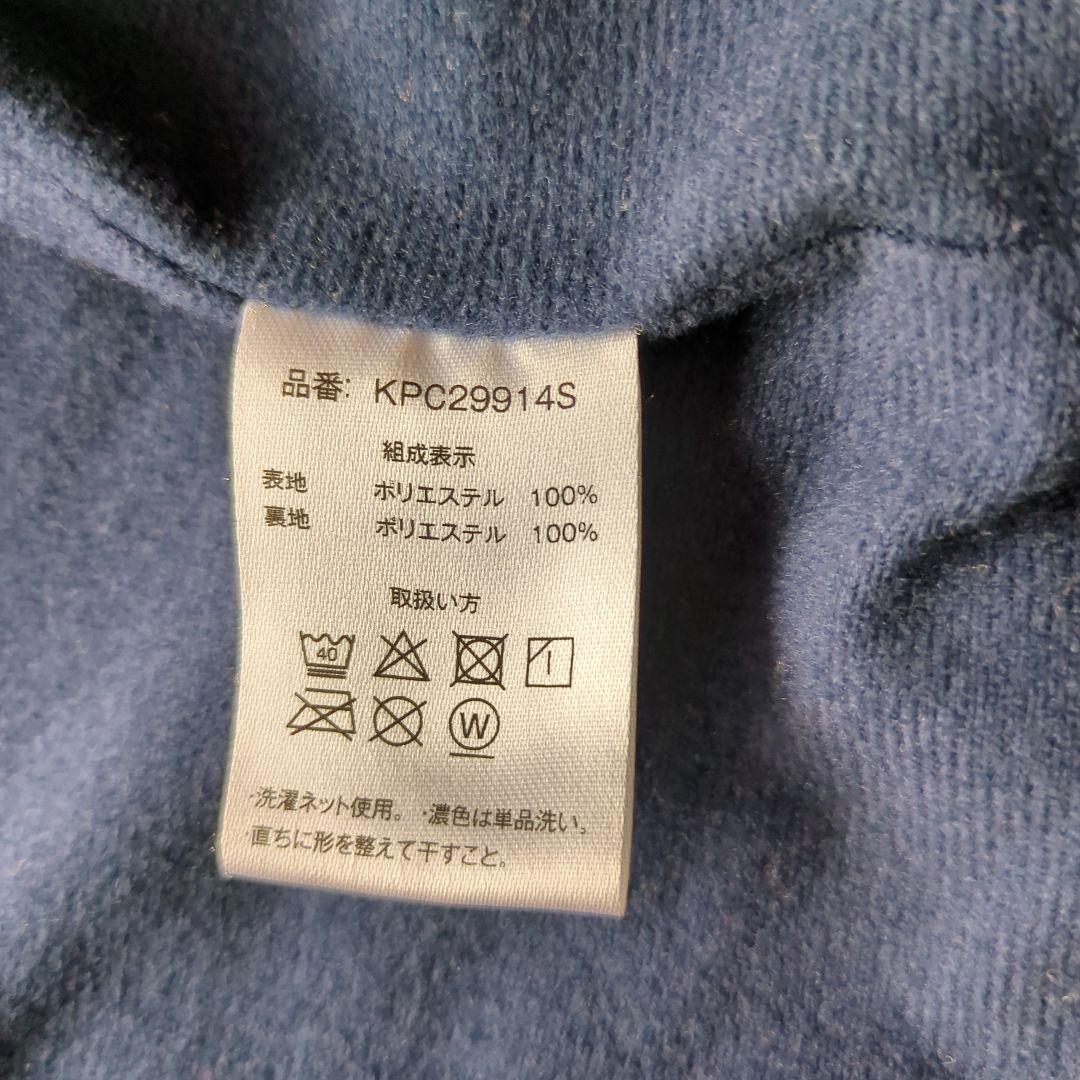 品番: KPC29914S
組成表示
表地 ポリエステル 100%
裏地 ポリエステル 100%
取扱い方
40
W
・洗濯ネット使用。・濃色は単品洗い。
・直ちに形を整えて干すこと。